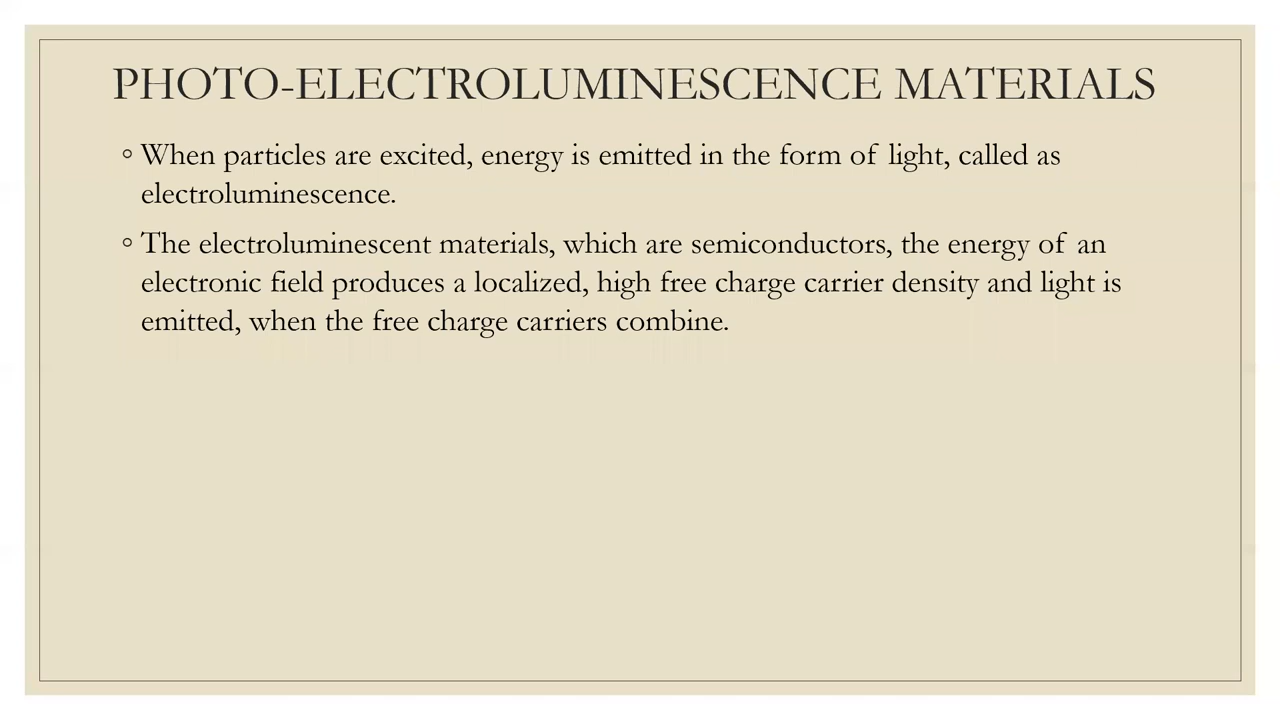 PHOTO-ELECTROLUMINESCENCE MATERIALS
◦ When particles are excited, energy is emitted in the form of light, called as
electroluminescence.
◦ The electroluminescent materials, which are semiconductors, the energy of an
electronic field produces a localized, high free charge carrier density and light is
emitted, when the free charge carriers combine.